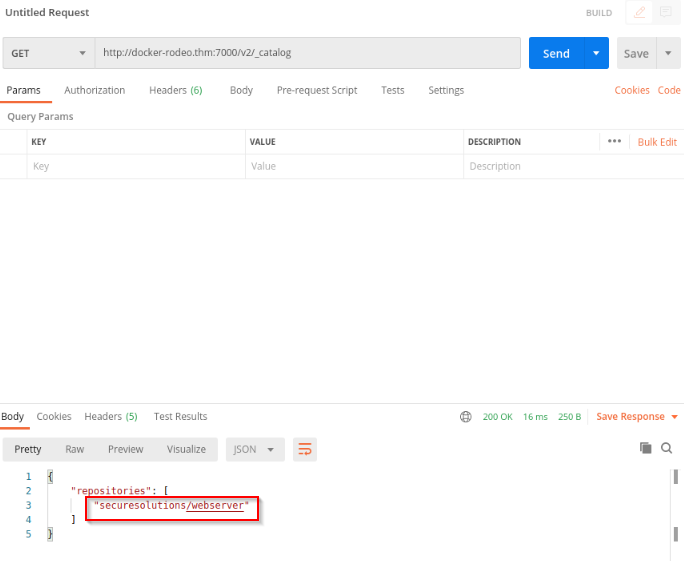 Untitled Request BUILD
GET http://docker-rodeo.thm:7000/v2/_catalog Send Save
Params Authorization Headers (6) Body Pre-request Script Tests Settings Cookies Code
Query Params
KEY VALUE DESCRIPTION ••• Bulk Edit
Key Value Description
Body Cookies Headers (5) Test Results 200 OK 16 ms 250 B Save Response
Pretty Raw Preview Visualize JSON
1 {
2 "repositories": [
3 "securesolutions/webserver"
4 ]
5 }